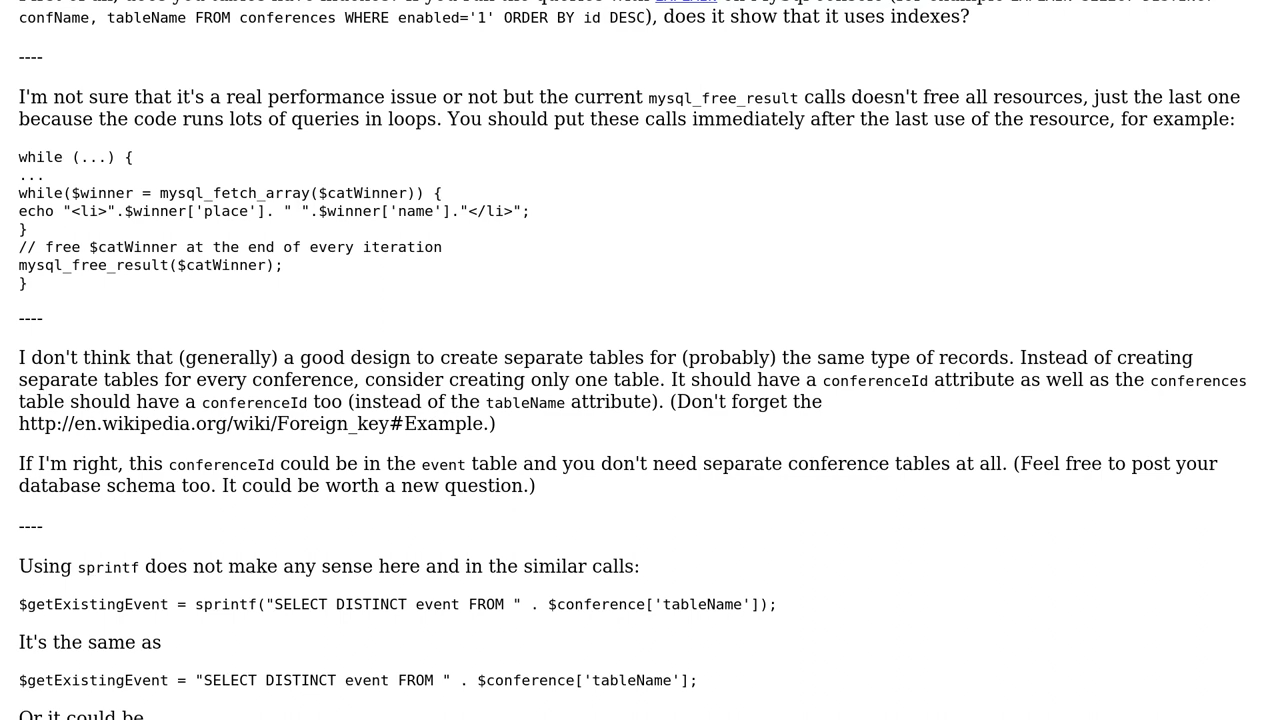 confName, tableName FROM conferences WHERE enabled='1' ORDER BY id DESC), does it show that it uses indexes?
----
I'm not sure that it's a real performance issue or not but the current mysql_free_result calls doesn't free all resources, just the last one
because the code runs lots of queries in loops. You should put these calls immediately after the last use of the resource, for example:
while (...) {
...
while($winner = mysql_fetch_array($catWinner)) {
echo "<li>".$winner['place']. " ".$winner['name']."</li>";
}
// free $catWinner at the end of every iteration
mysql_free_result($catWinner);
}
----
I don't think that (generally) a good design to create separate tables for (probably) the same type of records. Instead of creating
separate tables for every conference, consider creating only one table. It should have a conferenceId attribute as well as the conferences
table should have a conferenceId too (instead of the tableName attribute). (Don't forget the
http://en.wikipedia.org/wiki/Foreign_key#Example.)
If I'm right, this conferenceId could be in the event table and you don't need separate conference tables at all. (Feel free to post your
database schema too. It could be worth a new question.)
----
Using sprintf does not make any sense here and in the similar calls:
$getExistingEvent = sprintf("SELECT DISTINCT event FROM " . $conference['tableName']);
It's the same as
$getExistingEvent = "SELECT DISTINCT event FROM " . $conference['tableName'];
Or it could be